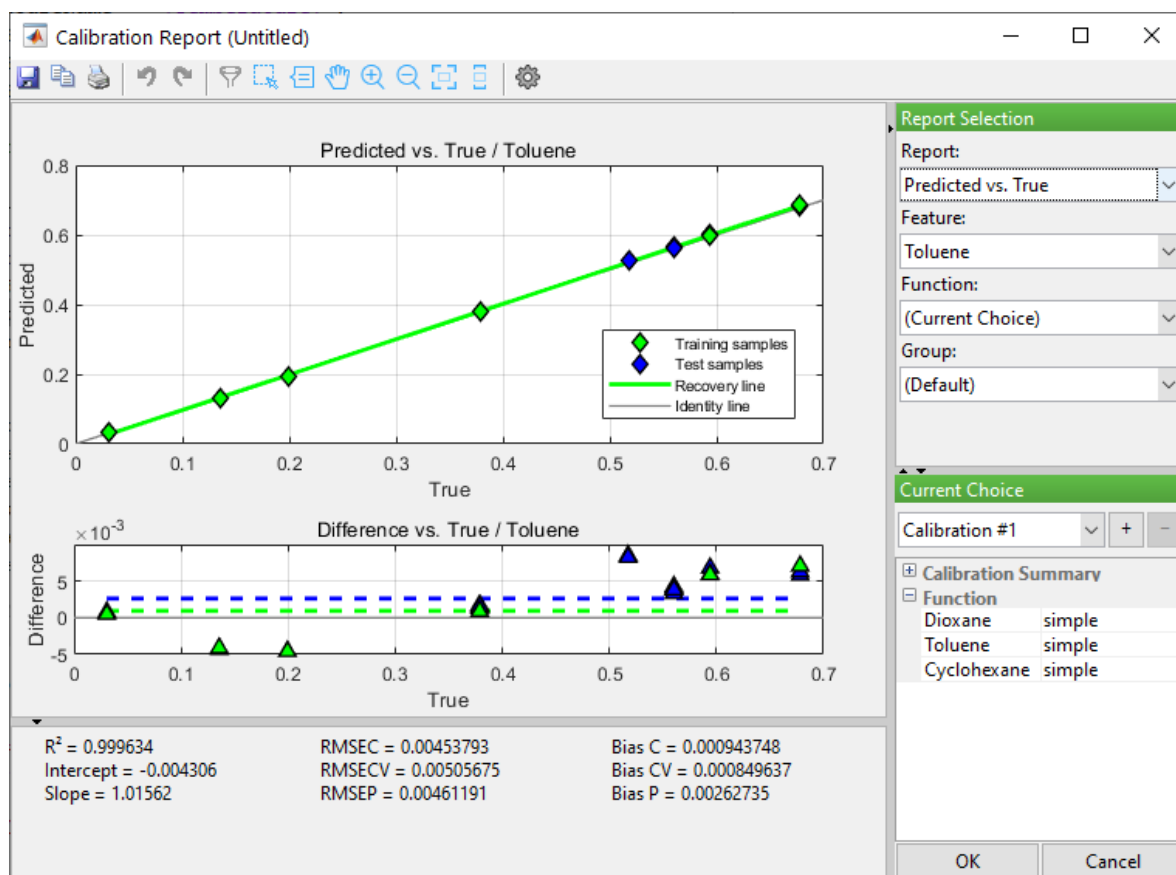 Calibration Report (Untitled)
Predicted vs. True / Toluene
0.8
0.6
0.4
0.2
0
Predicted
0 0.1 0.2 0.3 0.4 0.5 0.6 0.7
True
Training samples
Test samples
Recovery line
Identity line
×10⁻³
Difference vs. True / Toluene
5
0
-5
Difference
0 0.1 0.2 0.3 0.4 0.5 0.6 0.7
True
R² = 0.999634
Intercept = -0.004306
Slope = 1.01562
RMSEC = 0.00453793
RMSECV = 0.00505675
RMSEP = 0.00461191
Bias C = 0.000943748
Bias CV = 0.000849637
Bias P = 0.00262735
Report Selection
Report:
Predicted vs. True
Feature:
Toluene
Function:
(Current Choice)
Group:
(Default)
Current Choice
Calibration #1 + −
Calibration Summary
Function
Dioxane simple
Toluene simple
Cyclohexane simple
OK Cancel